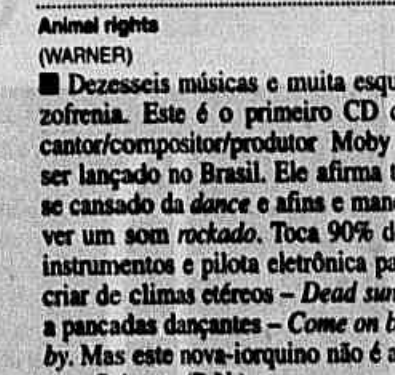 Animal rights
(WARNER)
■ Dezesseis músicas e muita esqu
zofrenia. Este é o primeiro CD
cantor/compositor/produtor Moby
ser lançado no Brasil. Ele afirma t
se cansado da dance e afins e mano
ver um som rockado. Toca 90% d
instrumentos e pilota eletrônica pa
criar de climas etéreos – Dead sun
a pancadas dançantes – Come on b
by. Mas este nova-iorquino não é a